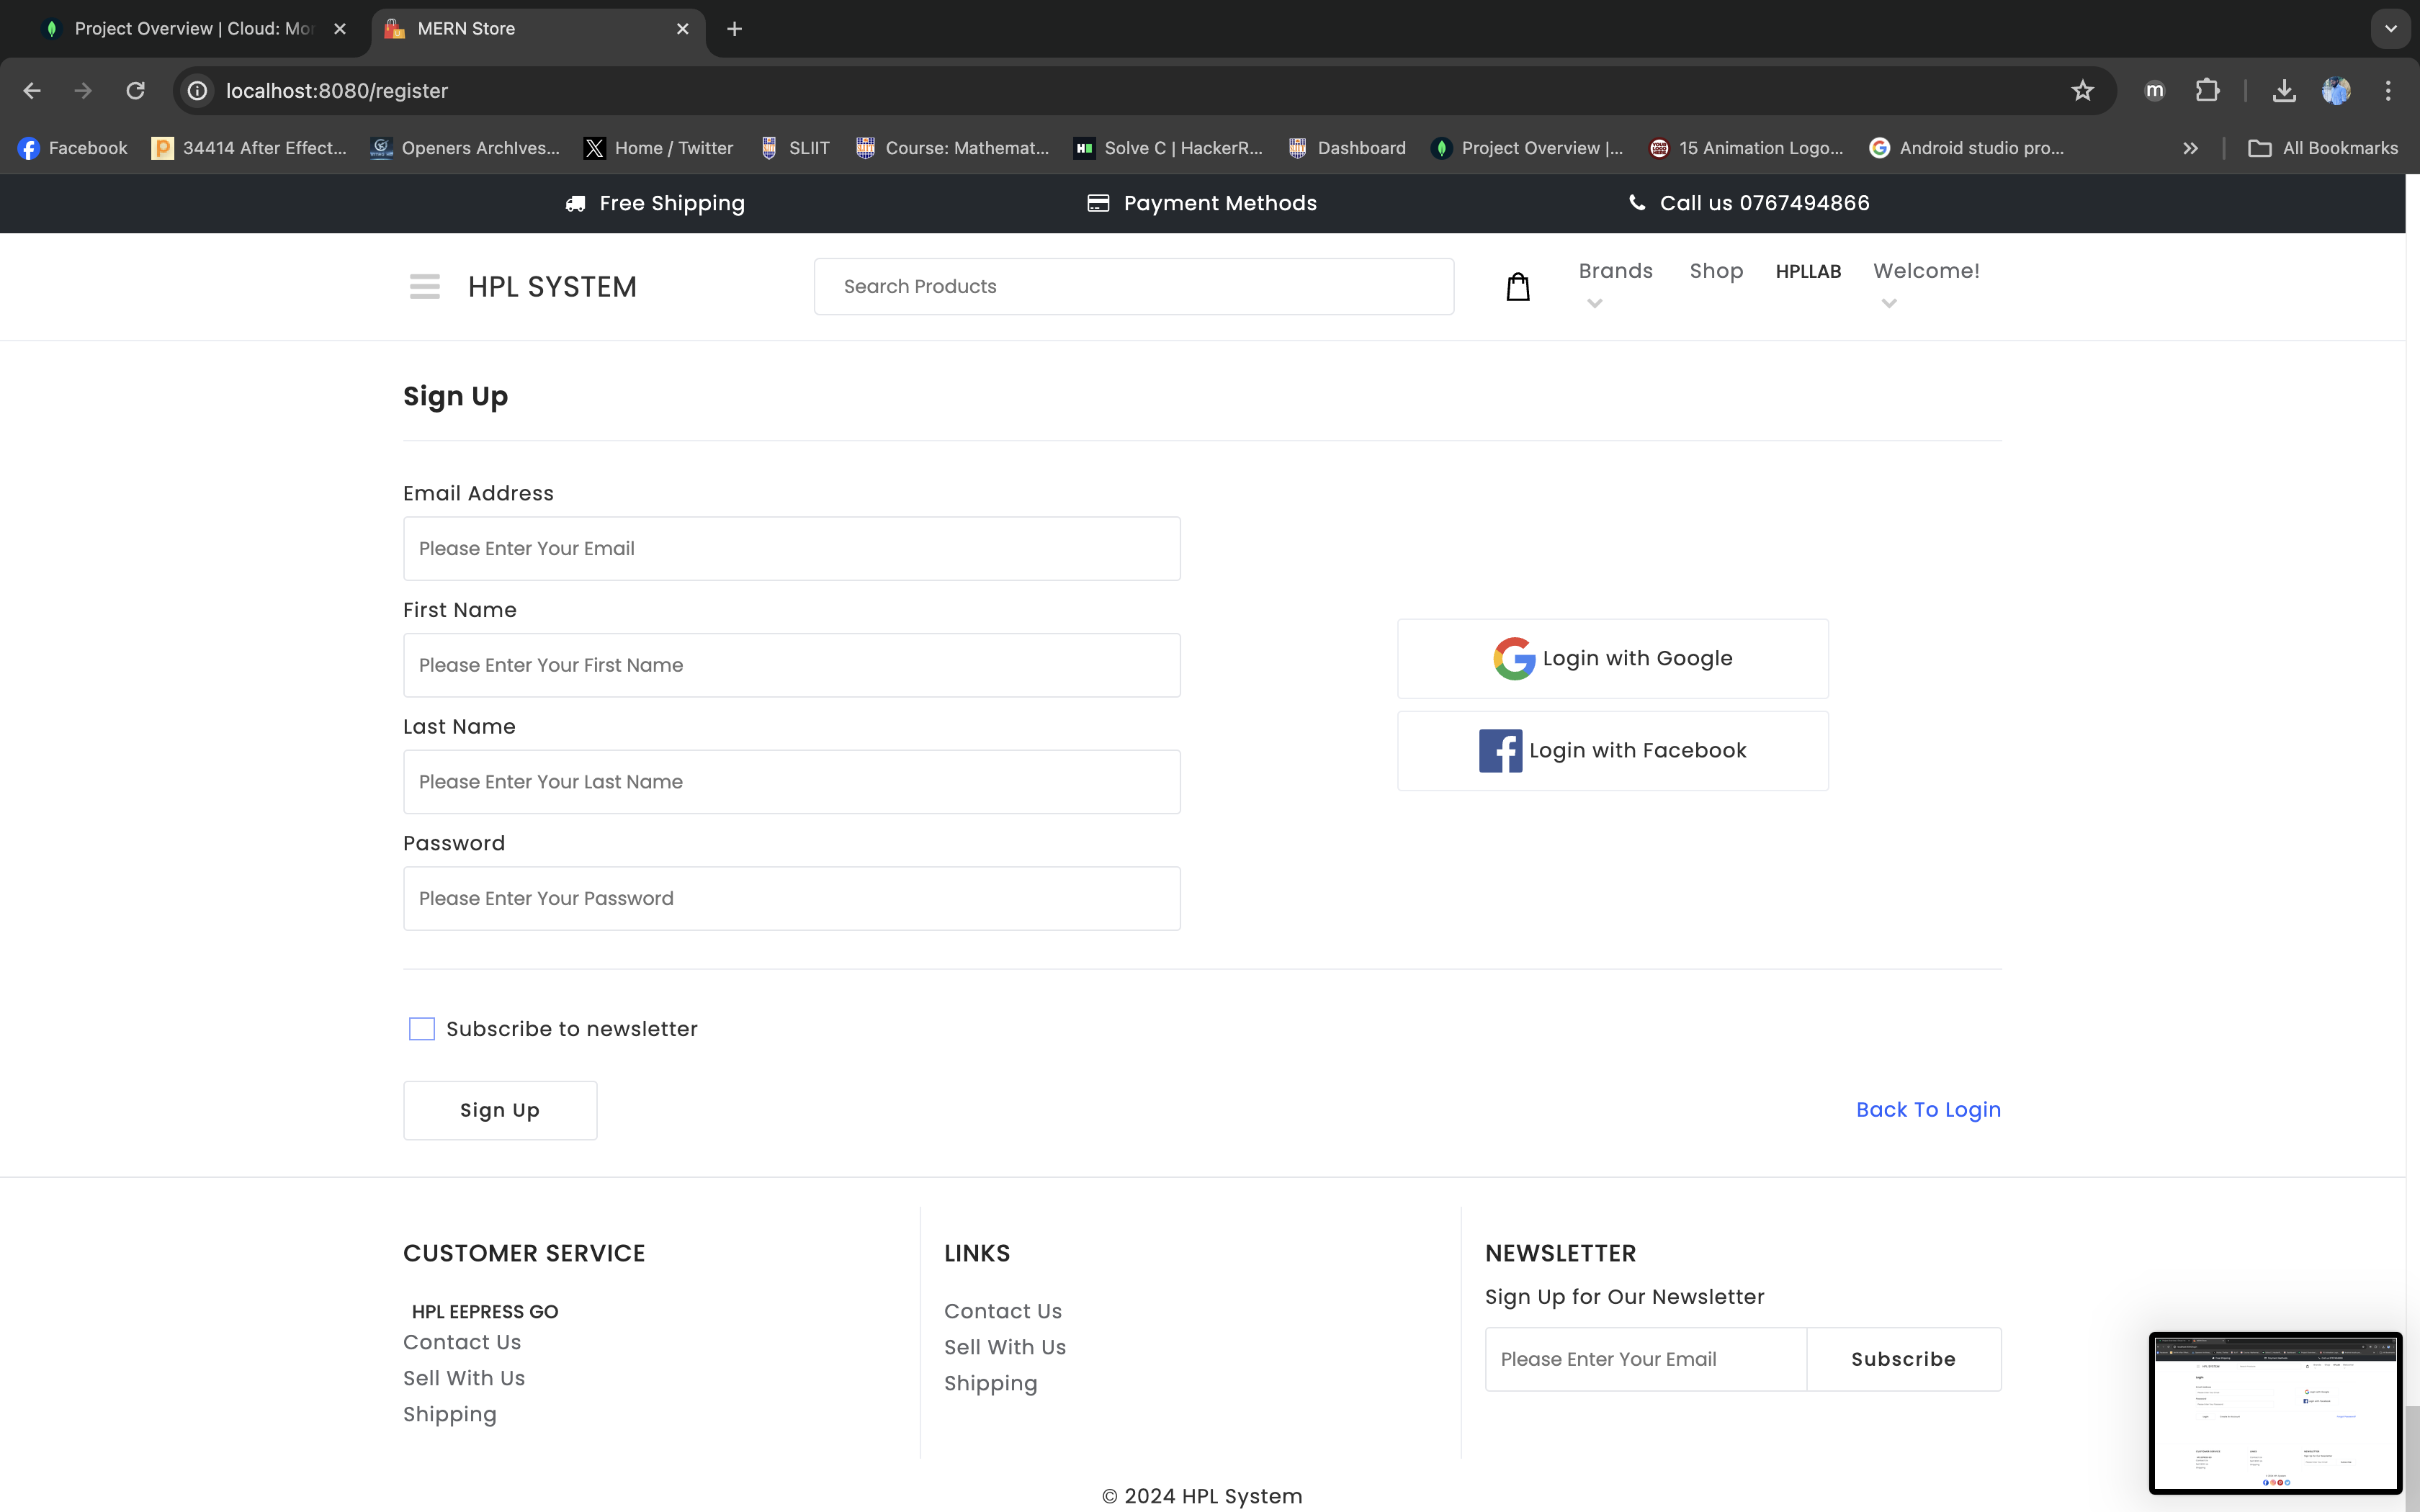 Project Overview | Cloud: Mo
MERN Store
localhost:8080/register
m
Facebook
34414 After Effect...
Openers ArchIves...
Home / Twitter
SLIIT
Course: Mathemat...
Solve C | HackerR...
Dashboard
Project Overview |...
15 Animation Logo...
Android studio pro...
All Bookmarks
Free Shipping
Payment Methods
Call us 0767494866
HPL SYSTEM
Search Products
Brands
Shop
HPLLAB
Welcome!
Sign Up
Email Address
Please Enter Your Email
First Name
Please Enter Your First Name
Last Name
Please Enter Your Last Name
Password
Please Enter Your Password
Login with Google
Login with Facebook
Subscribe to newsletter
Sign Up
Back To Login
CUSTOMER SERVICE
HPL EEPRESS GO
Contact Us
Sell With Us
Shipping
LINKS
Contact Us
Sell With Us
Shipping
NEWSLETTER
Sign Up for Our Newsletter
Please Enter Your Email
Subscribe
© 2024 HPL System